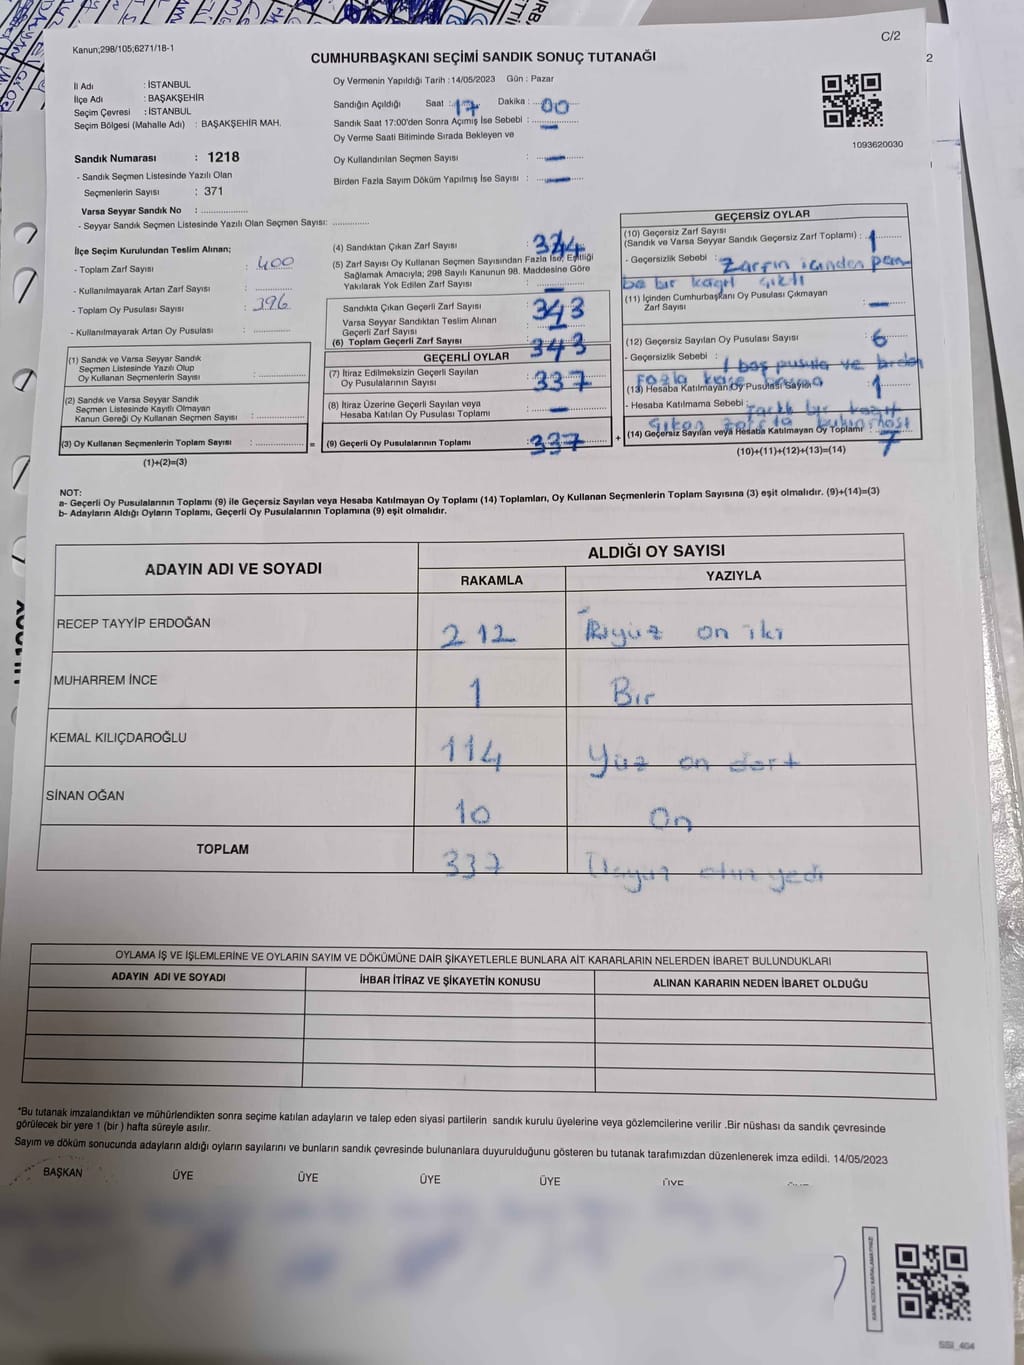 Kanun;298/105;6271/18-1
C/2
CUMHURBAŞKANI SEÇİMİ SANDIK SONUÇ TUTANAĞI
2
İl Adı : İSTANBUL
İlçe Adı : BAŞAKŞEHİR
Seçim Çevresi : İSTANBUL
Seçim Bölgesi (Mahalle Adı) : BAŞAKŞEHİR MAH.
Sandık Numarası : 1218
- Sandık Seçmen Listesinde Yazılı Olan
Seçmenlerin Sayısı : 371
Varsa Seyyar Sandık No :
- Seyyar Sandık Seçmen Listesinde Yazılı Olan Seçmen Sayısı:
Oy Vermenin Yapıldığı Tarih : 14/05/2023 Gün : Pazar
Sandığın Açıldığı Saat : 17 Dakika : 00
Sandık Saat 17:00'den Sonra Açımış İse Sebebi : —
Oy Verme Saati Bitiminde Sırada Bekleyen ve
Oy Kullandırılan Seçmen Sayısı : —
Birden Fazla Sayım Döküm Yapılmış İse Sayısı : —
1093620030
İlçe Seçim Kurulundan Teslim Alınan;
- Toplam Zarf Sayısı : 400
- Kullanılmayarak Artan Zarf Sayısı :
- Toplam Oy Pusulası Sayısı : 396
- Kullanılmayarak Artan Oy Pusulası :
(1) Sandık ve Varsa Seyyar Sandık
Seçmen Listesinde Yazılı Olup
Oy Kullanan Seçmenlerin Sayısı :
(2) Sandık ve Varsa Seyyar Sandık
Seçmen Listesinde Kayıtlı Olmayan
Kanun Gereği Oy Kullanan Seçmen Sayısı :
(3) Oy Kullanan Seçmenlerin Toplam Sayısı : =
(1)+(2)=(3)
(4) Sandıktan Çıkan Zarf Sayısı : 344
(5) Zarf Sayısı Oy Kullanan Seçmen Sayısından Fazla İse, Eşitliği
Sağlamak Amacıyla; 298 Sayılı Kanunun 98. Maddesine Göre
Yakılarak Yok Edilen Zarf Sayısı : —
Sandıkta Çıkan Geçerli Zarf Sayısı : 343
Varsa Seyyar Sandıktan Teslim Alınan
Geçerli Zarf Sayısı : —
(6) Toplam Geçerli Zarf Sayısı : 343
GEÇERLİ OYLAR
(7) İtiraz Edilmeksizin Geçerli Sayılan
Oy Pusulalarının Sayısı : 337
(8) İtiraz Üzerine Geçerli Sayılan veya
Hesaba Katılan Oy Pusulası Toplamı : —
(9) Geçerli Oy Pusulalarının Toplamı : 337 +
GEÇERSİZ OYLAR
(10) Geçersiz Zarf Sayısı
(Sandık ve Varsa Seyyar Sandık Geçersiz Zarf Toplamı) : 1
- Geçersizlik Sebebi : Zarfın içinden pem
be bir kağıt çıktı
(11) İçinden Cumhurbaşkanı Oy Pusulası Çıkmayan
Zarf Sayısı : —
(12) Geçersiz Sayılan Oy Pusulası Sayısı : 6
- Geçersizlik Sebebi : 1 boş pusula ve birden
fazla kaşe
(13) Hesaba Katılmayan Oy Pusulası Sayısı : 1
- Hesaba Katılmama Sebebi : Farklı bir kağıt
çıkan zarfta
(14) Geçersiz Sayılan veya Hesaba Katılmayan Oy Toplamı : 7
(10)+(11)+(12)+(13)=(14)
NOT:
a- Geçerli Oy Pusulalarının Toplamı (9) ile Geçersiz Sayılan veya Hesaba Katılmayan Oy Toplamı (14) Toplamları, Oy Kullanan Seçmenlerin Toplam Sayısına (3) eşit olmalıdır. (9)+(14)=(3)
b- Adayların Aldığı Oyların Toplamı, Geçerli Oy Pusulalarının Toplamına (9) eşit olmalıdır.
ADAYIN ADI VE SOYADI
ALDIĞI OY SAYISI
RAKAMLA YAZIYLA
RECEP TAYYİP ERDOĞAN 212 İkiyüz on iki
MUHARREM İNCE 1 Bir
KEMAL KILIÇDAROĞLU 114 Yüz on dört
SİNAN OĞAN 10 On
TOPLAM 337 Üçyüz otuz yedi
OYLAMA İŞ VE İŞLEMLERİNE VE OYLARIN SAYIM VE DÖKÜMÜNE DAİR ŞİKAYETLERLE BUNLARA AİT KARARLARIN NELERDEN İBARET BULUNDUKLARI
ADAYIN ADI VE SOYADI İHBAR İTİRAZ VE ŞİKAYETİN KONUSU ALINAN KARARIN NEDEN İBARET OLDUĞU
*Bu tutanak imzalandıktan ve mühürlendikten sonra seçime katılan adayların ve talep eden siyasi partilerin sandık kurulu üyelerine veya gözlemcilerine verilir .Bir nüshası da sandık çevresinde
görülecek bir yere 1 (bir ) hafta süreyle asılır.
Sayım ve döküm sonucunda adayların aldığı oyların sayılarını ve bunların sandık çevresinde bulunanlara duyurulduğunu gösteren bu tutanak tarafımızdan düzenlenerek imza edildi. 14/05/2023
BAŞKAN ÜYE ÜYE ÜYE ÜYE ÜYE
KARE KODU KARALAMAYINIZ!
SSI_404